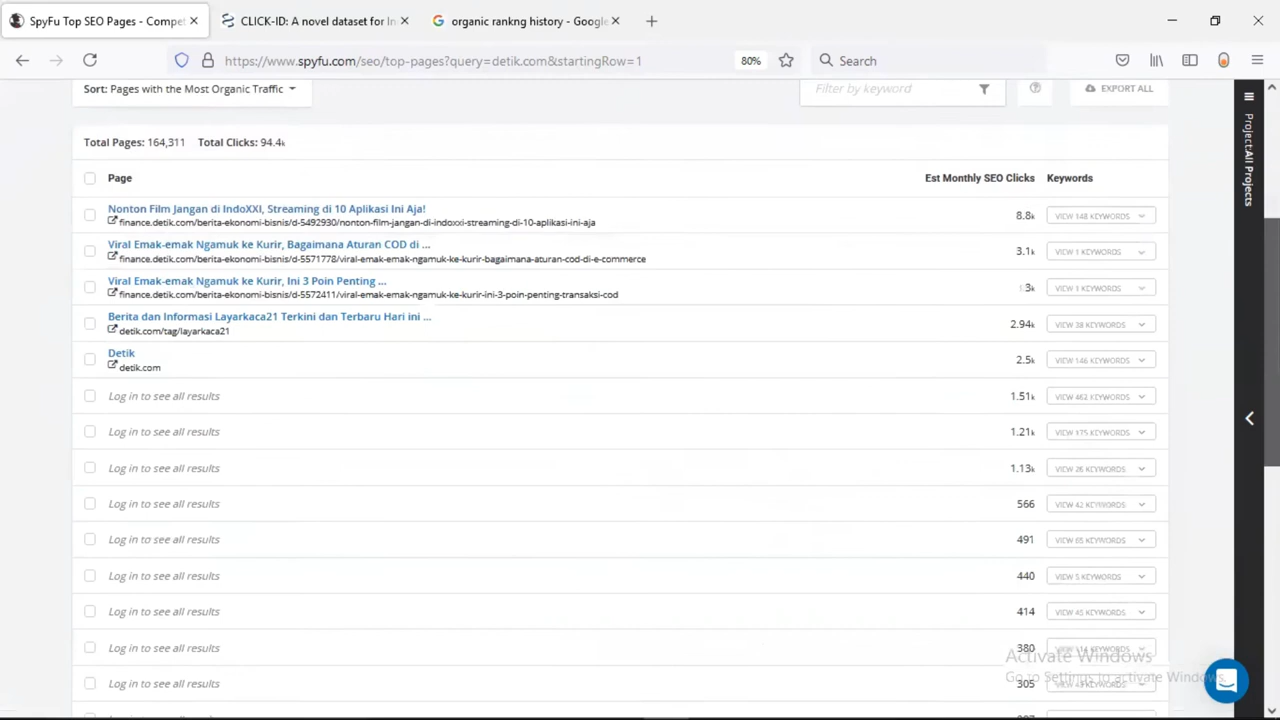 SpyFu Top SEO Pages - Compet
CLICK-ID: A novel dataset for In
organic rankng history - Google
https://www.spyfu.com/seo/top-pages?query=detik.com&startingRow=1
80%
Search
Sort: Pages with the Most Organic Traffic
Filter by keyword
EXPORT ALL
Project:All Projects
Total Pages: 164,311 Total Clicks: 94.4k
Page Est Monthly SEO Clicks Keywords
Nonton Film Jangan di IndoXXI, Streaming di 10 Aplikasi Ini Aja!
finance.detik.com/berita-ekonomi-bisnis/d-5492930/nonton-film-jangan-di-indoxxi-streaming-di-10-aplikasi-ini-aja
8.8k VIEW 148 KEYWORDS
Viral Emak-emak Ngamuk ke Kurir, Bagaimana Aturan COD di ...
finance.detik.com/berita-ekonomi-bisnis/d-5571778/viral-emak-emak-ngamuk-ke-kurir-bagaimana-aturan-cod-di-e-commerce
3.1k VIEW 1 KEYWORDS
Viral Emak-emak Ngamuk ke Kurir, Ini 3 Poin Penting ...
finance.detik.com/berita-ekonomi-bisnis/d-5572411/viral-emak-emak-ngamuk-ke-kurir-ini-3-poin-penting-transaksi-cod
VIEW 1 KEYWORDS
Berita dan Informasi Layarkaca21 Terkini dan Terbaru Hari ini ...
detik.com/tag/layarkaca21
2.94k VIEW 38 KEYWORDS
Detik
detik.com
2.5k VIEW 146 KEYWORDS
Log in to see all results 1.51k VIEW 462 KEYWORDS
Log in to see all results 1.21k VIEW 175 KEYWORDS
Log in to see all results 1.13k VIEW 26 KEYWORDS
Log in to see all results 566 VIEW 42 KEYWORDS
Log in to see all results 491 VIEW 65 KEYWORDS
Log in to see all results 440 VIEW 5 KEYWORDS
Log in to see all results 414 VIEW 45 KEYWORDS
Log in to see all results 380 KEYWORDS
Activate Windows
Log in to see all results 305 KEYWORDS
Go to Settings to activate Windows.